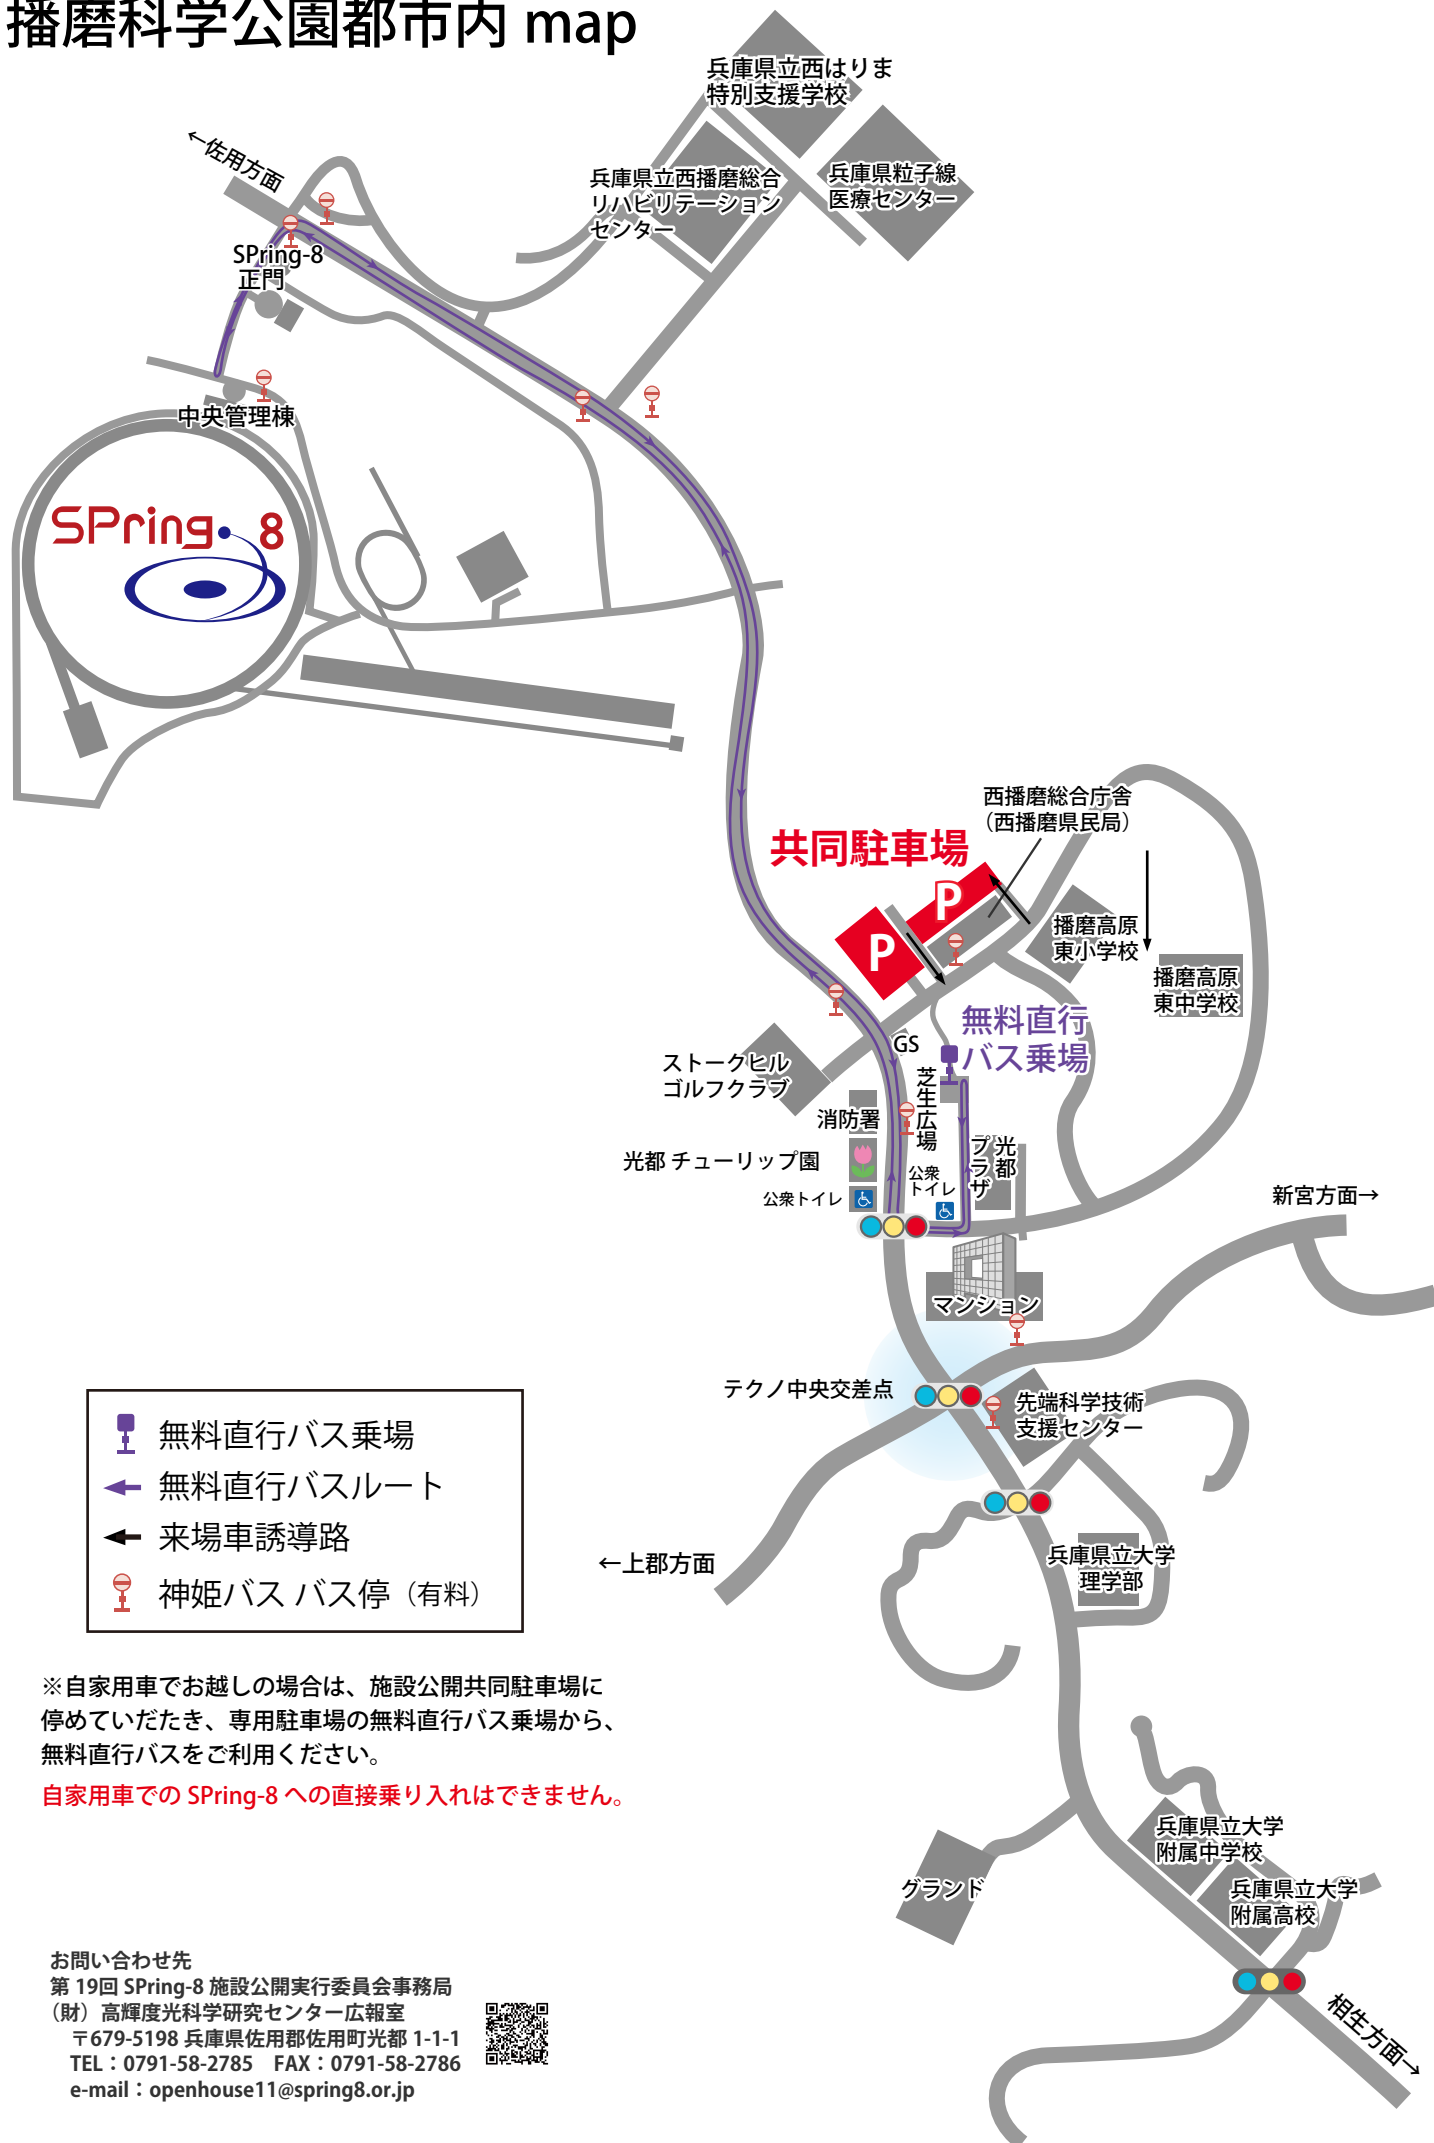 播磨科学公園都市内 map
兵庫県立西はりま
特別支援学校
←佐用方面
兵庫県立西播磨総合
リハビリテーション
センター
兵庫県粒子線
医療センター
SPring-8
正門
中央管理棟
SPring-8
西播磨総合庁舎
（西播磨県民局）
共同駐車場
P
P
播磨高原
東小学校
播磨高原
東中学校
無料直行
バス乗場
GS
ストークヒル
ゴルフクラブ
芝生広場
消防署
光都
プラザ
光都 チューリップ園
公衆
トイレ
公衆トイレ
新宮方面→
マンション
テクノ中央交差点
先端科学技術
支援センター
←上郡方面
兵庫県立大学
理学部
無料直行バス乗場
無料直行バスルート
来場車誘導路
神姫バス バス停（有料）
※自家用車でお越しの場合は、施設公開共同駐車場に
停めていだたき、専用駐車場の無料直行バス乗場から、
無料直行バスをご利用ください。
自家用車での SPring-8 への直接乗り入れはできません。
兵庫県立大学
附属中学校
兵庫県立大学
附属高校
グランド
相生方面→
お問い合わせ先
第 19回 SPring-8 施設公開実行委員会事務局
（財）高輝度光科学研究センター広報室
〒679-5198 兵庫県佐用郡佐用町光都 1-1-1
TEL：0791-58-2785　FAX：0791-58-2786
e-mail：openhouse11@spring8.or.jp